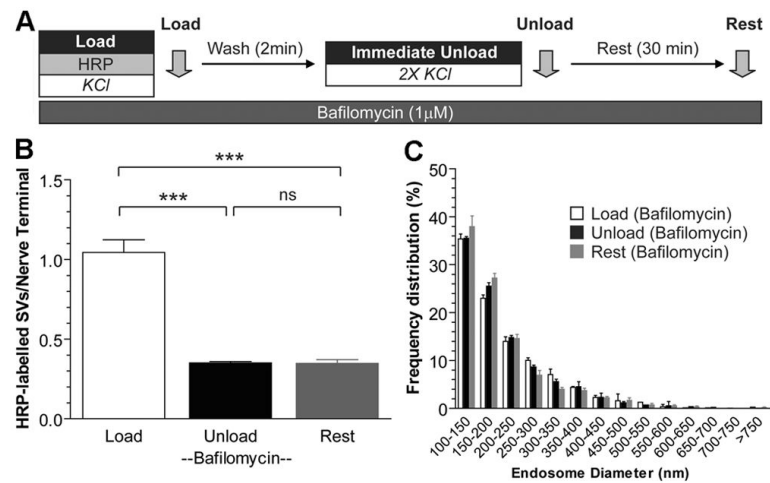 A
Load
Unload
Rest
Load
HRP
KCl
Wash (2min)
Immediate Unload
2X KCl
Rest (30 min)
Bafilomycin (1μM)
B
***
***
ns
HRP-labelled SVs/Nerve Terminal
1.5
1.0
0.5
0.0
Load
Unload
Rest
--Bafilomycin--
C
Frequency distribution (%)
50
40
30
20
10
0
Load (Bafilomycin)
Unload (Bafilomycin)
Rest (Bafilomycin)
100-150
150-200
200-250
250-300
300-350
350-400
400-450
450-500
500-550
550-600
600-650
650-700
700-750
>750
Endosome Diameter (nm)